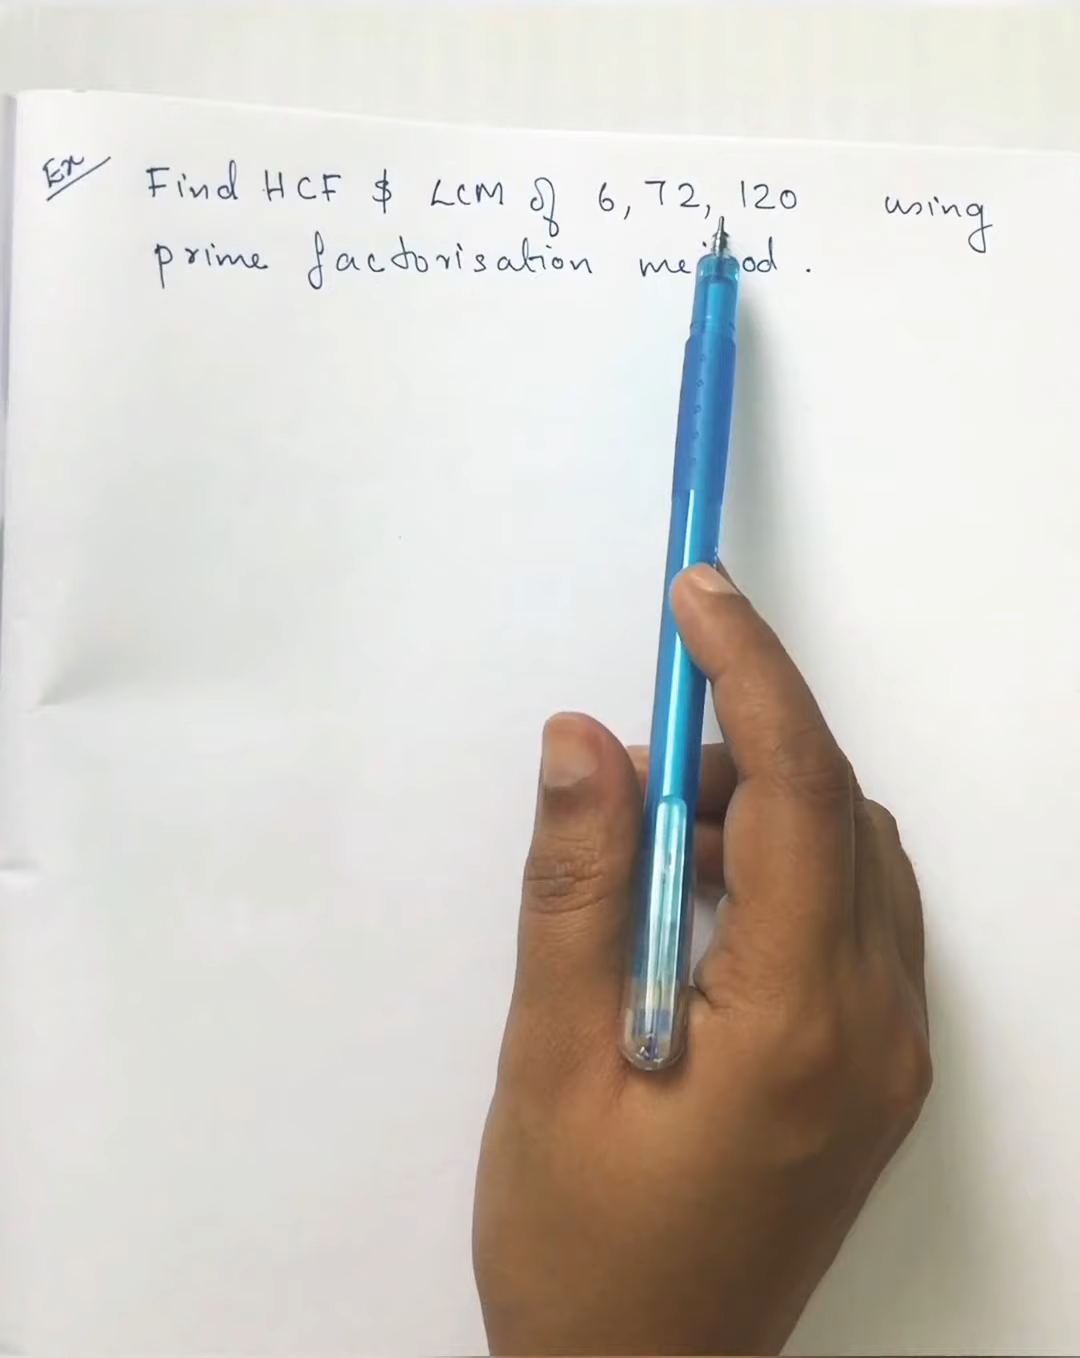 Ex Find HCF $ LCM of 6, 72, 120 using
prime factorisation .